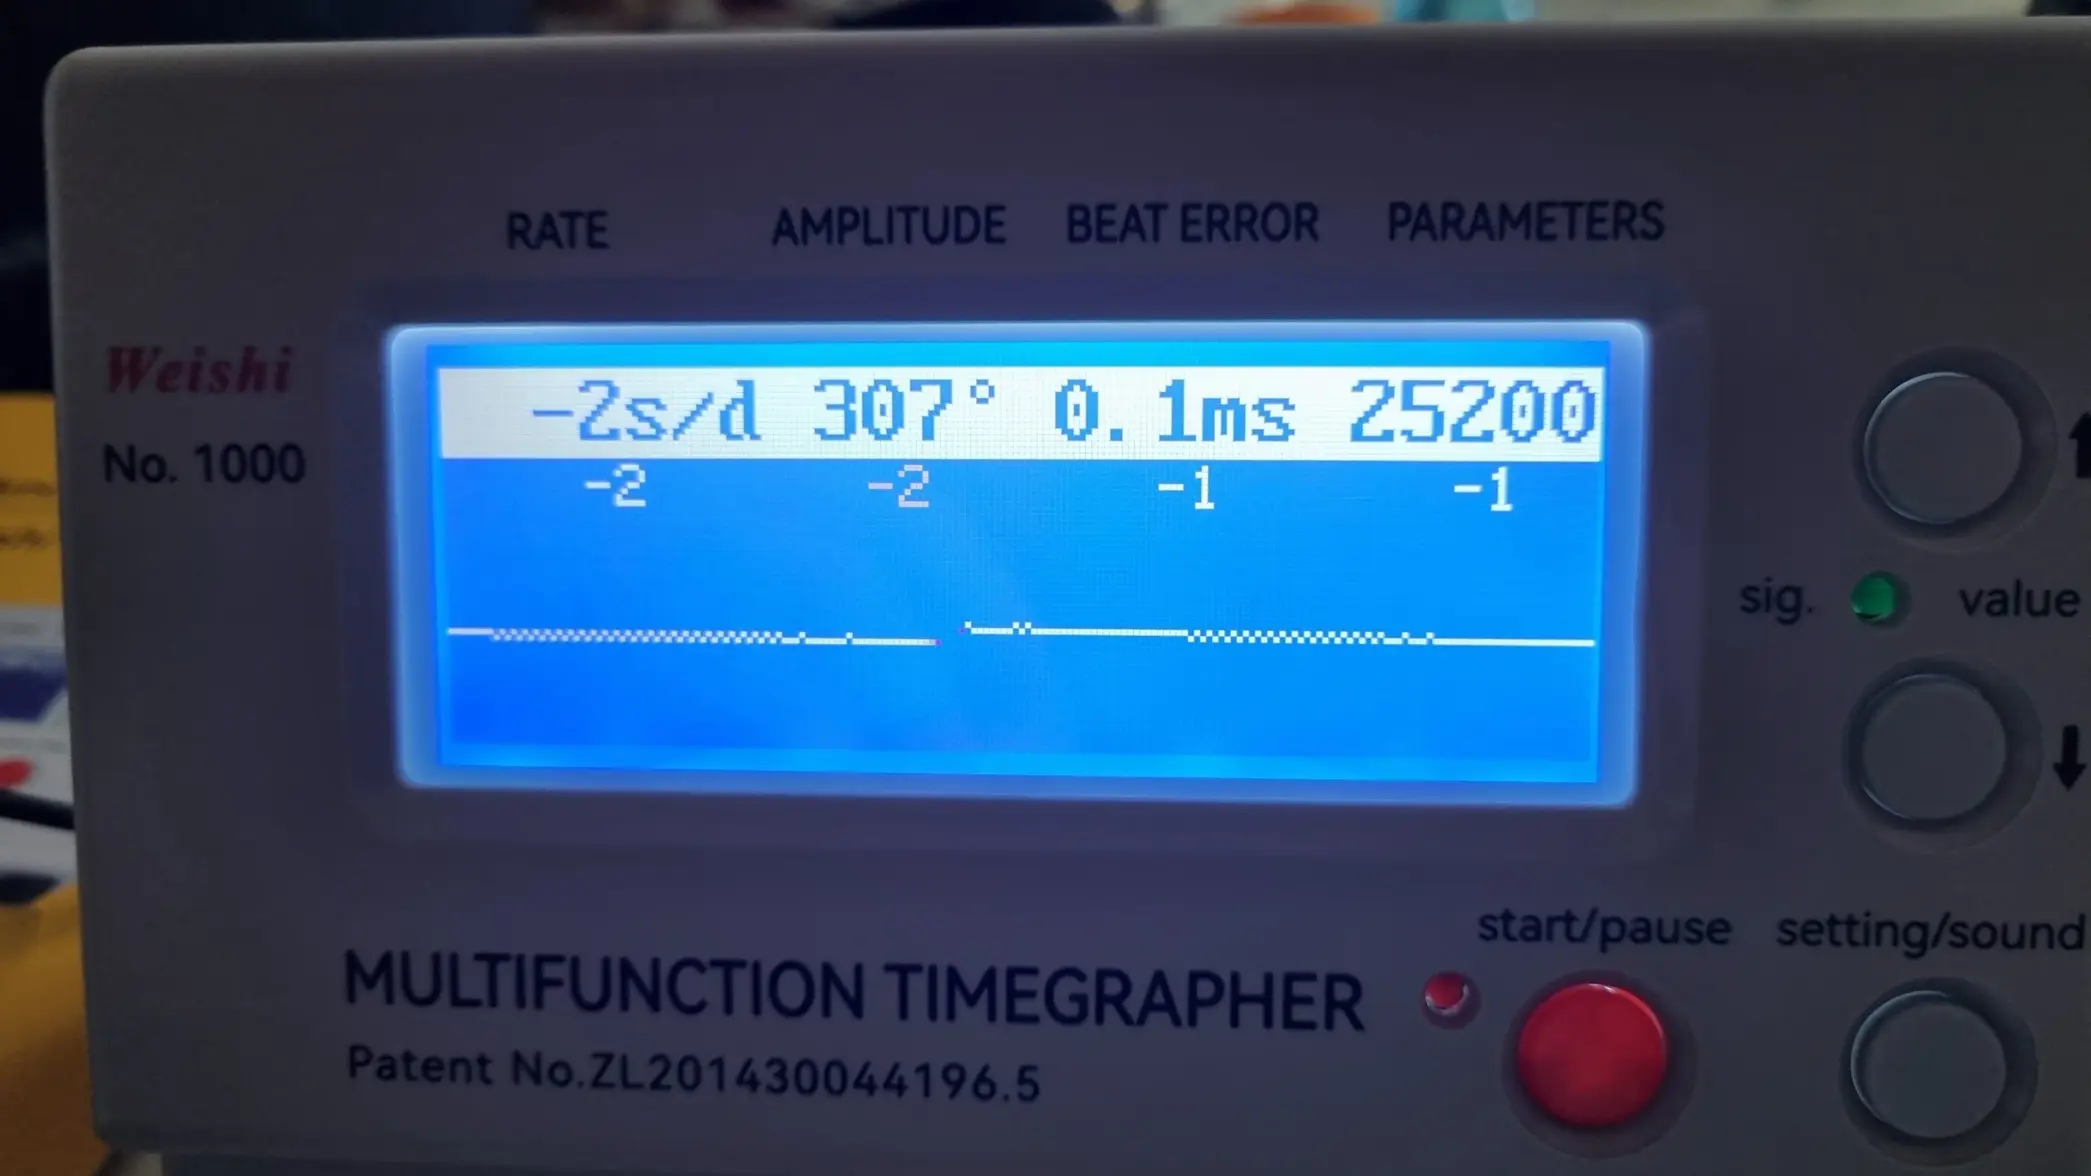 RATE AMPLITUDE BEAT ERROR PARAMETERS
Weishi
No. 1000
-2s/d 307° 0.1ms 25200
-2 -2 -1 -1
sig. value
start/pause setting/sound
MULTIFUNCTION TIMEGRAPHER
Patent No.ZL201430044196.5